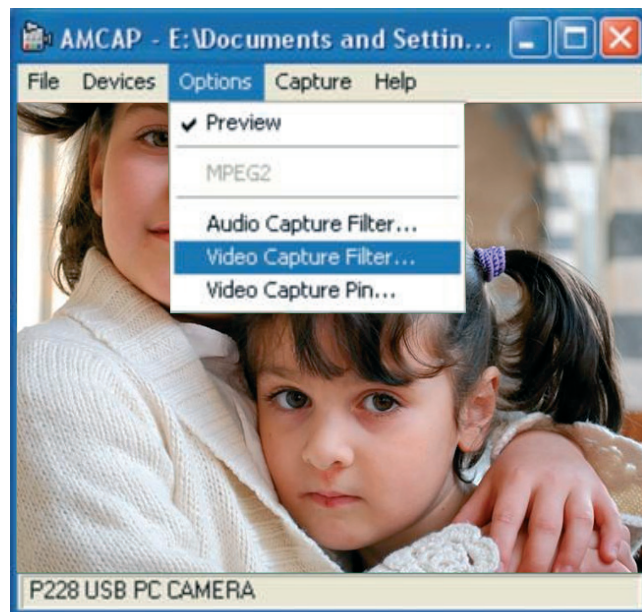 AMCAP - E:\Documents and Settin...
File Devices Options Capture Help
Preview
MPEG2
Audio Capture Filter...
Video Capture Filter...
Video Capture Pin...
P228 USB PC CAMERA